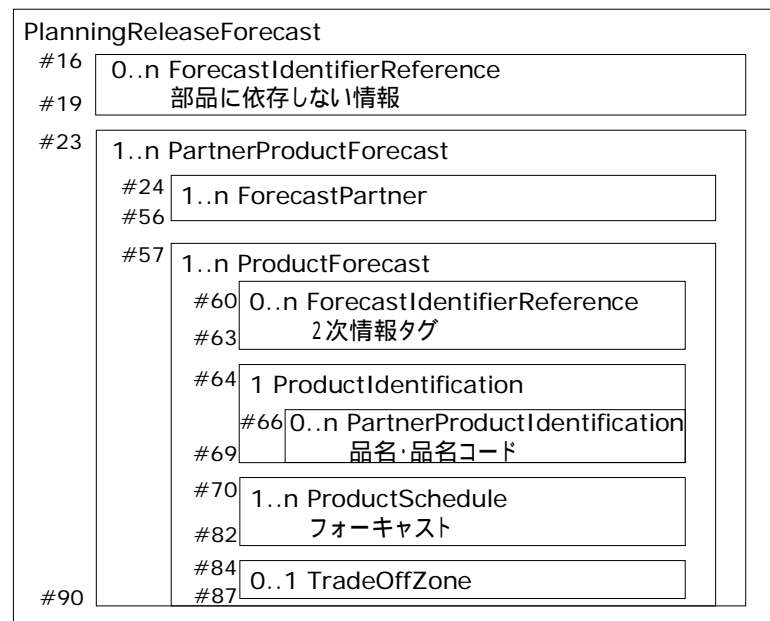 PlanningReleaseForecast
#16
0..n ForecastIdentifierReference
#19
部品に依存しない情報
#23
1..n PartnerProductForecast
#24
1..n ForecastPartner
#56
#57
1..n ProductForecast
#60
0..n ForecastIdentifierReference
#63
2次情報タグ
#64
1 ProductIdentification
#66
0..n PartnerProductIdentification
#69
品名・品名コード
#70
1..n ProductSchedule
#82
フォーキャスト
#84
0..1 TradeOffZone
#87
#90